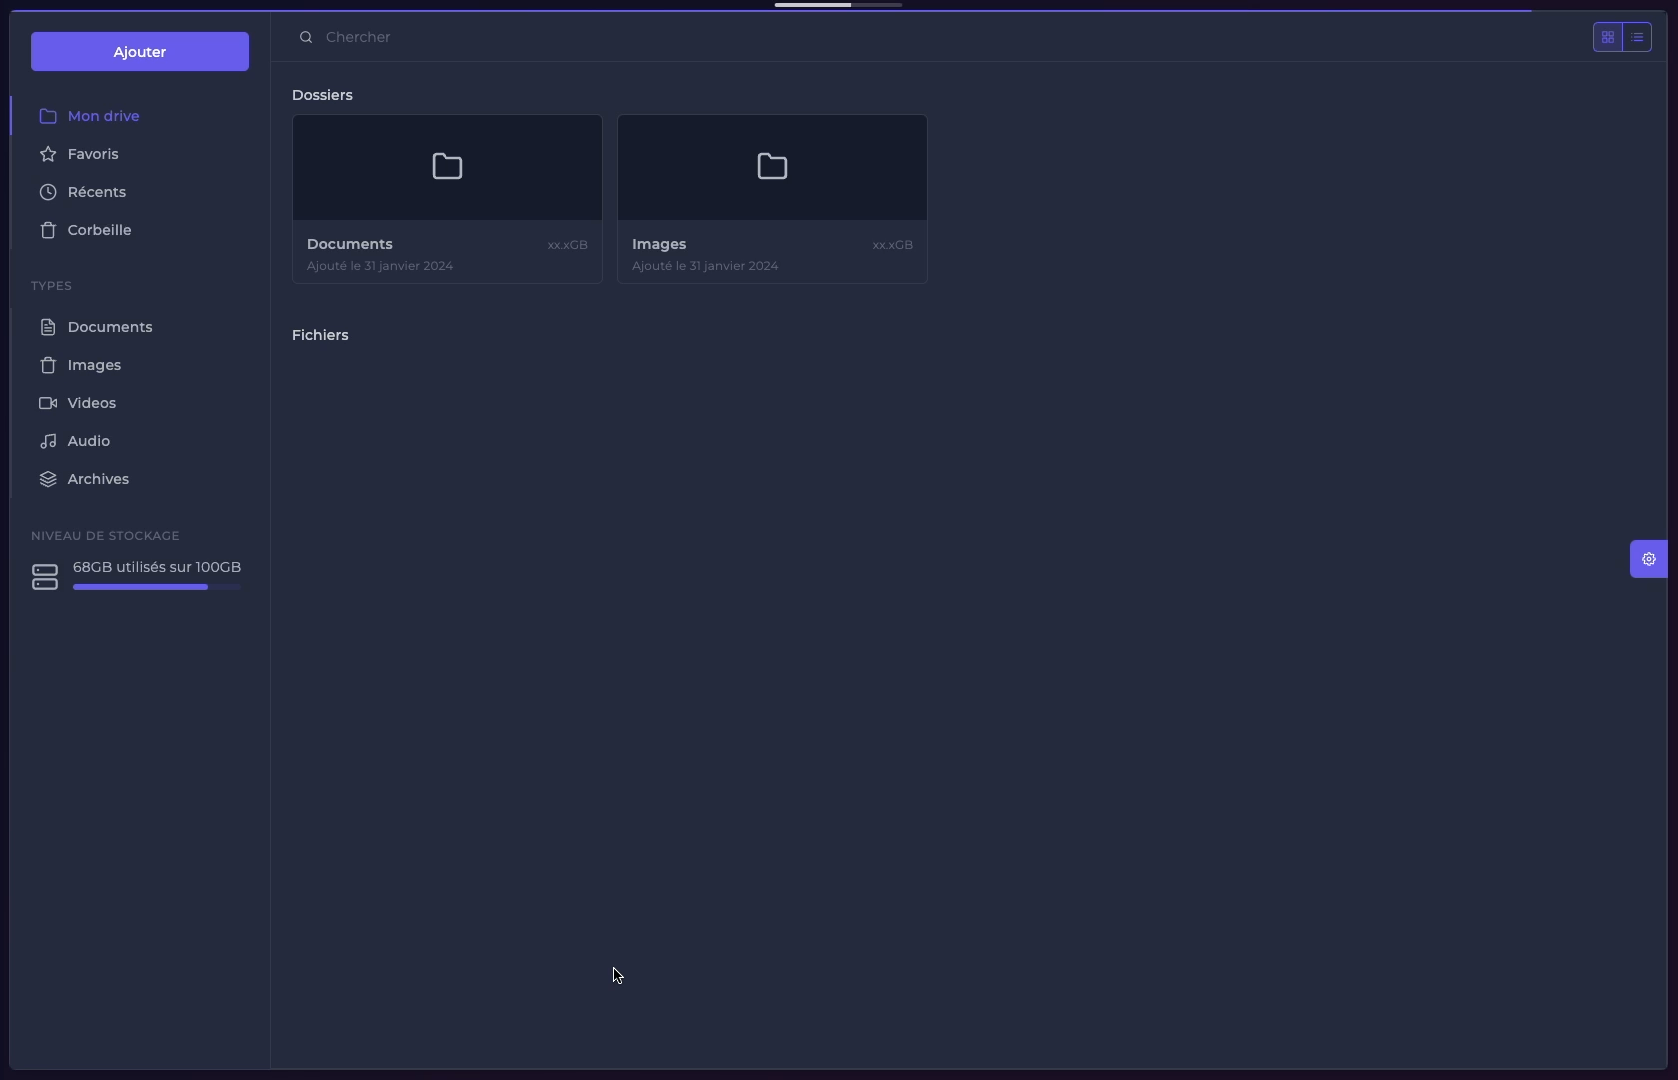 Ajouter
Chercher
Mon drive
Favoris
Récents
Corbeille
TYPES
Documents
Images
Videos
Audio
Archives
NIVEAU DE STOCKAGE
68GB utilisés sur 100GB
Dossiers
Documents xx.xGB
Ajouté le 31 janvier 2024
Images xx.xGB
Ajouté le 31 janvier 2024
Fichiers